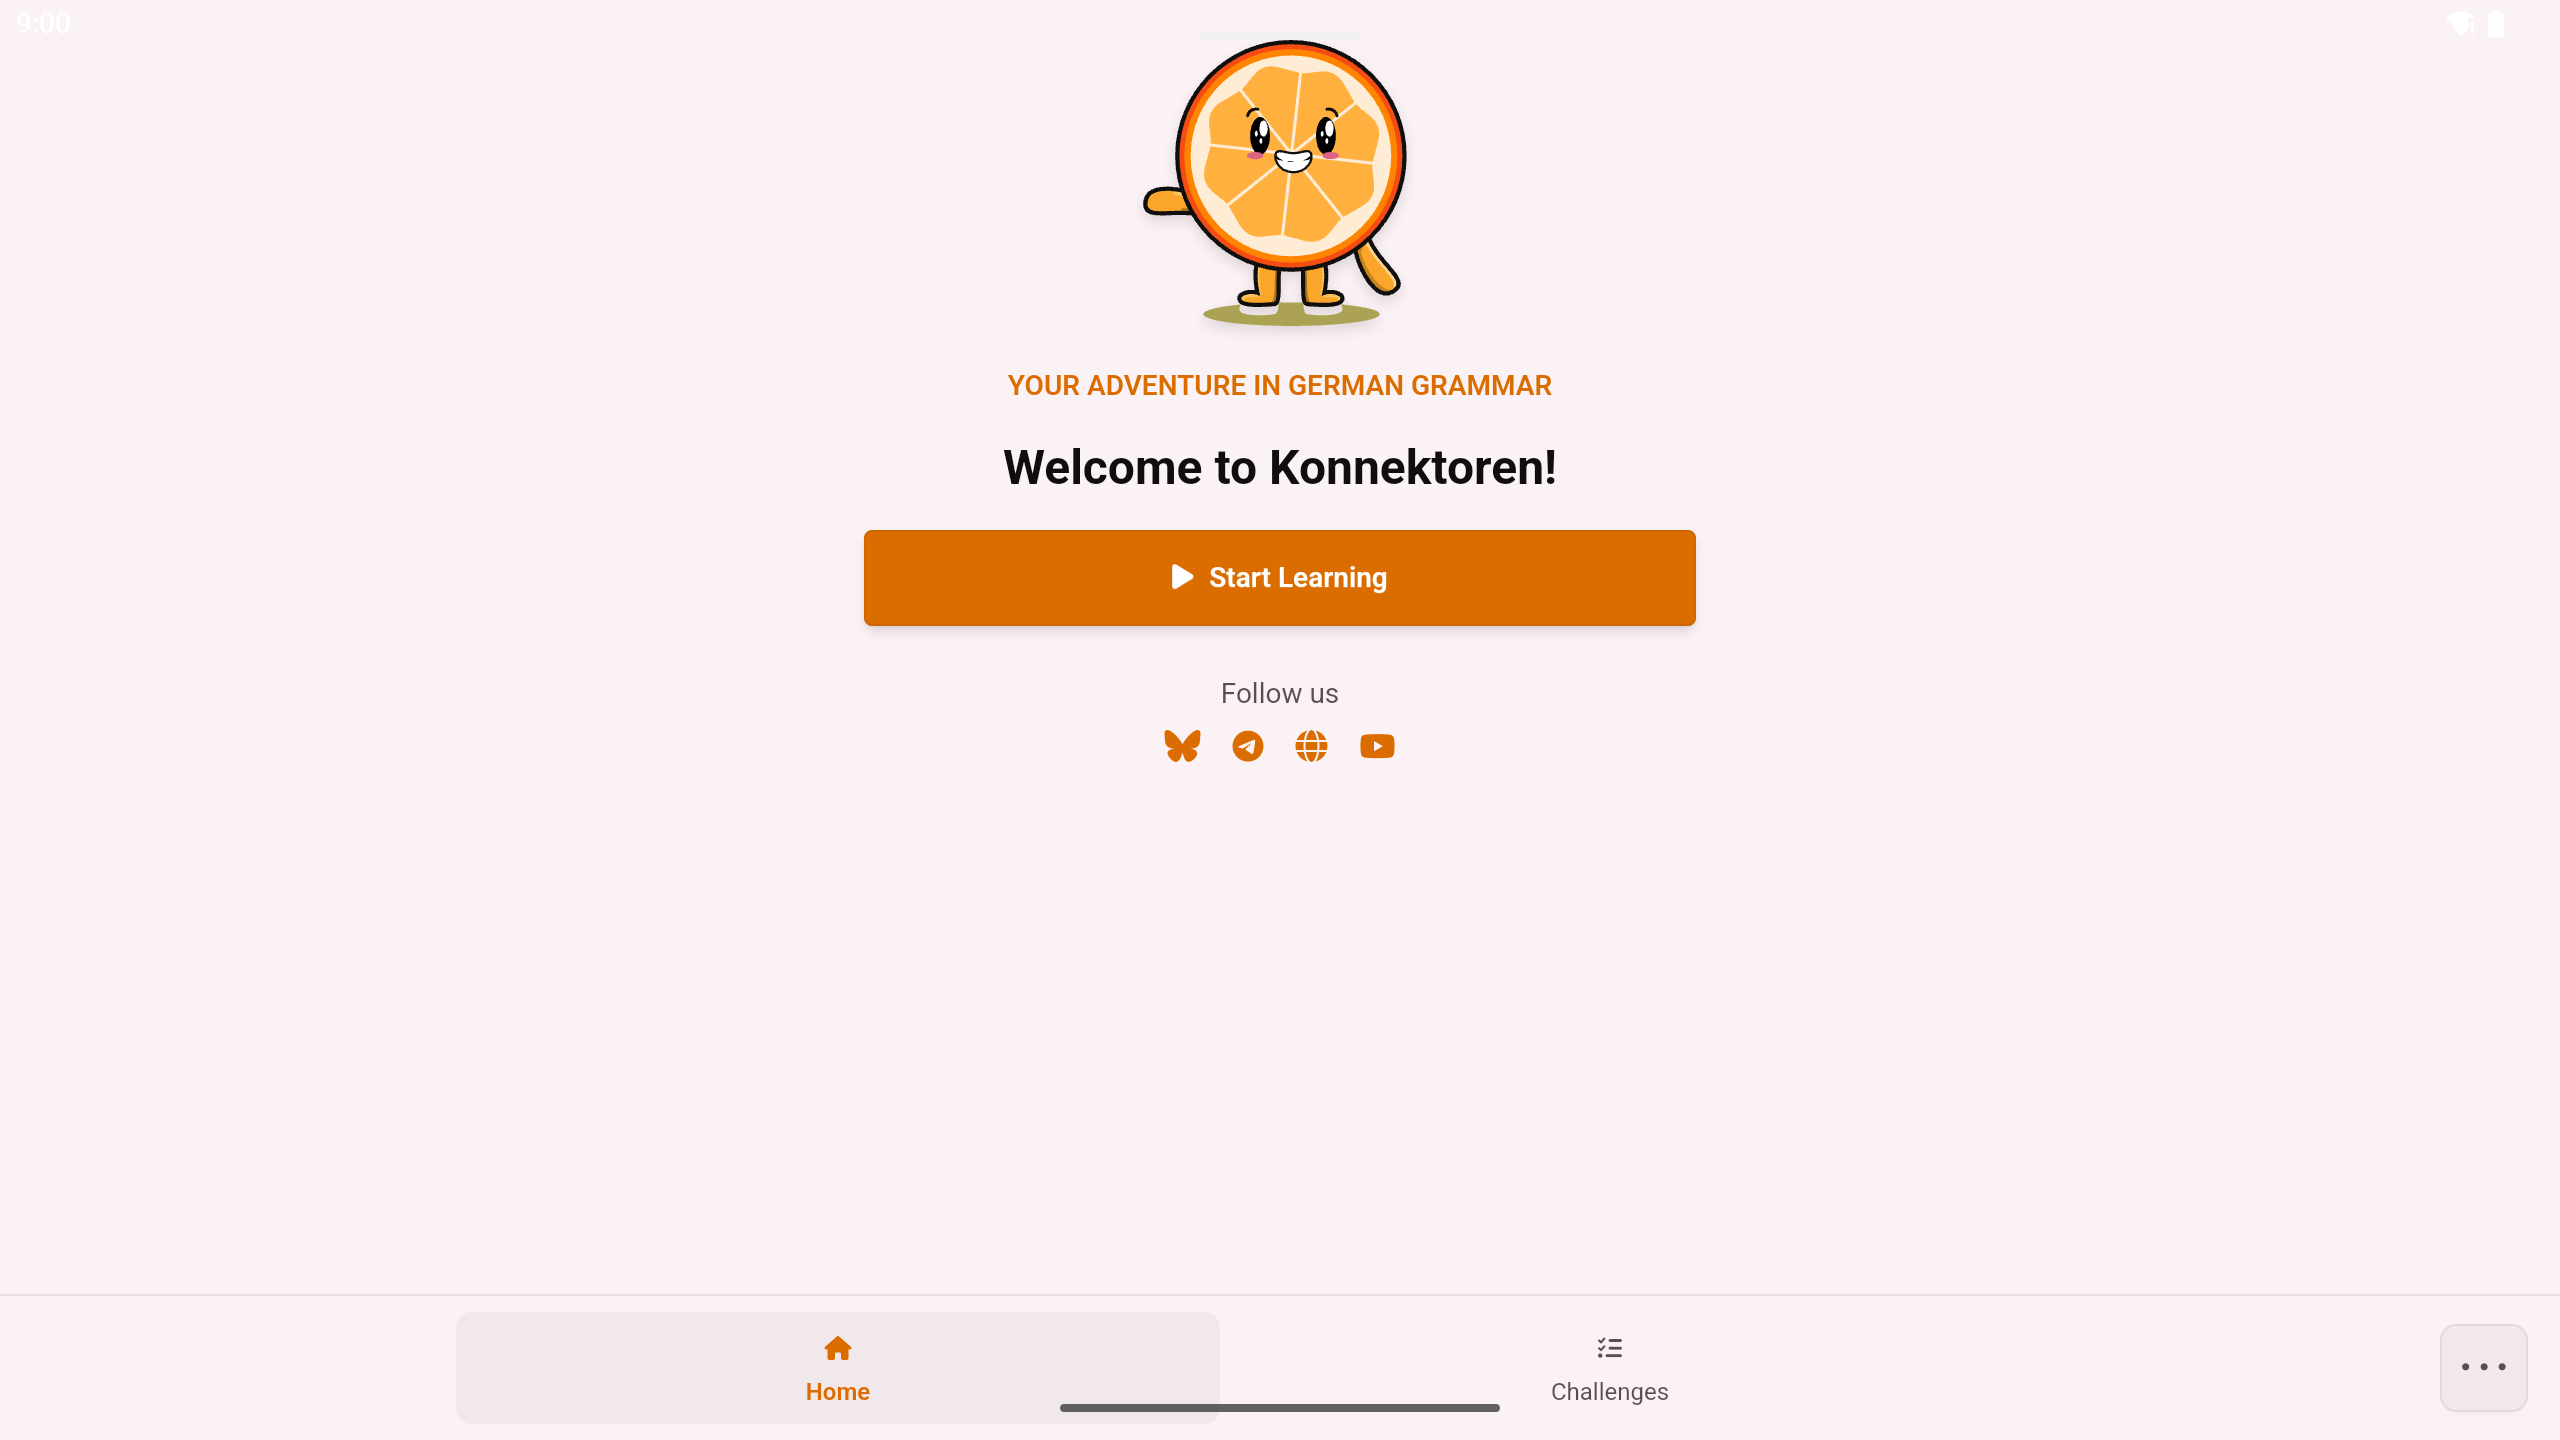 9:00
YOUR ADVENTURE IN GERMAN GRAMMAR
Welcome to Konnektoren!
Start Learning
Follow us
Home
Challenges